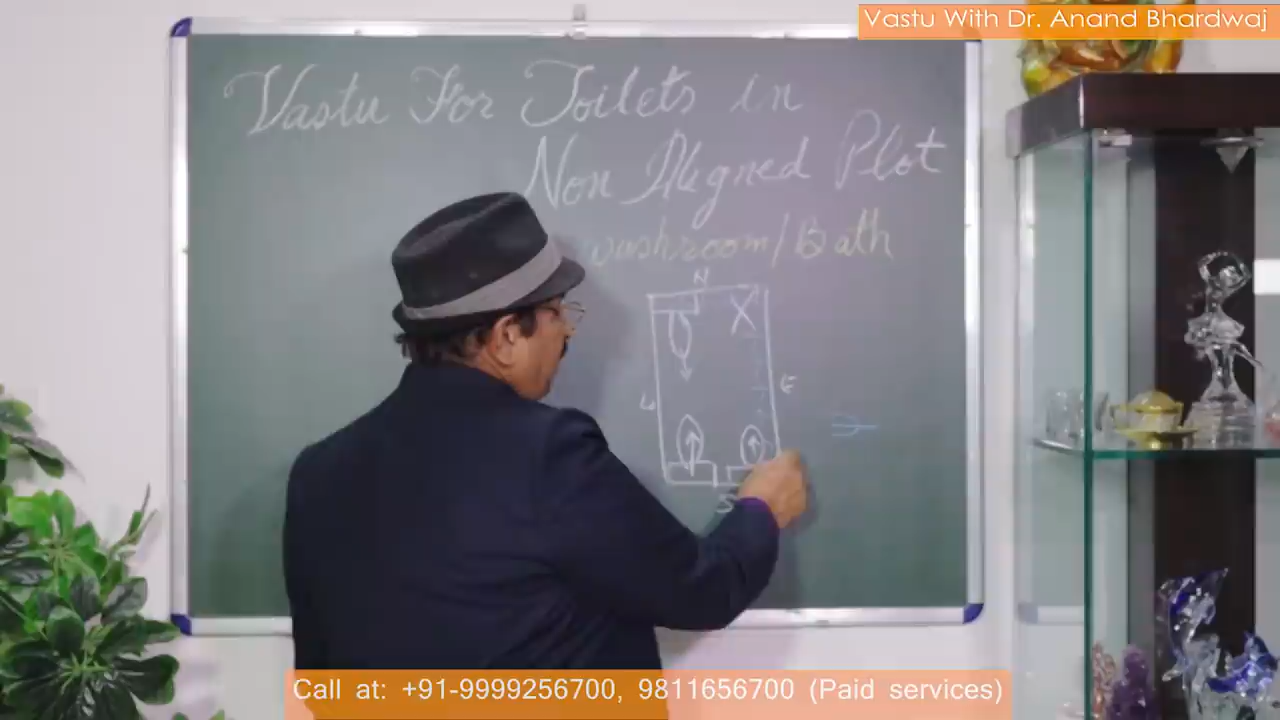 Vastu With Dr. Anand Bhardwaj
Vastu For Toilets in
Non Aligned Plot
washroom/Bath
N
X
E
S
Call at: +91-9999256700, 9811656700 (Paid services)